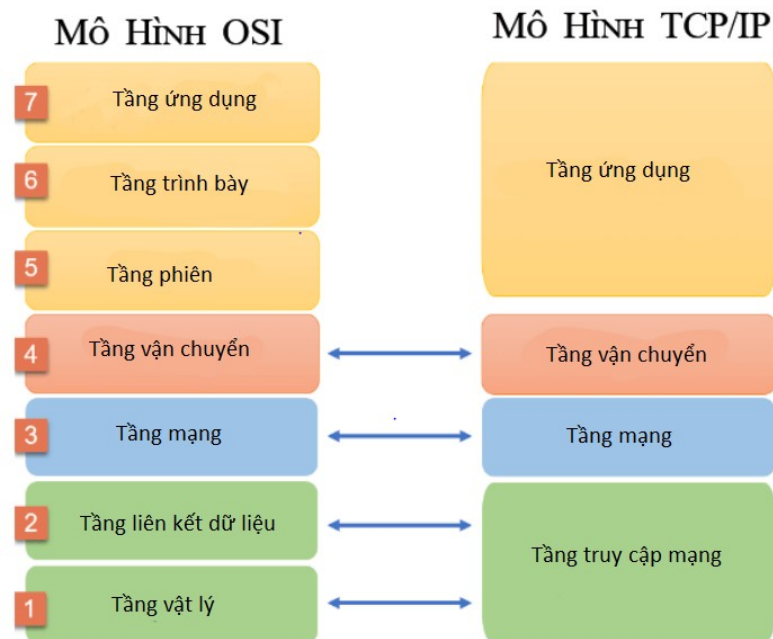 MÔ HÌNH OSI
MÔ HÌNH TCP/IP
7
Tầng ứng dụng
6
Tầng trình bày
5
Tầng phiên
Tầng ứng dụng
4
Tầng vận chuyển
Tầng vận chuyển
3
Tầng mạng
Tầng mạng
2
Tầng liên kết dữ liệu
1
Tầng vật lý
Tầng truy cập mạng